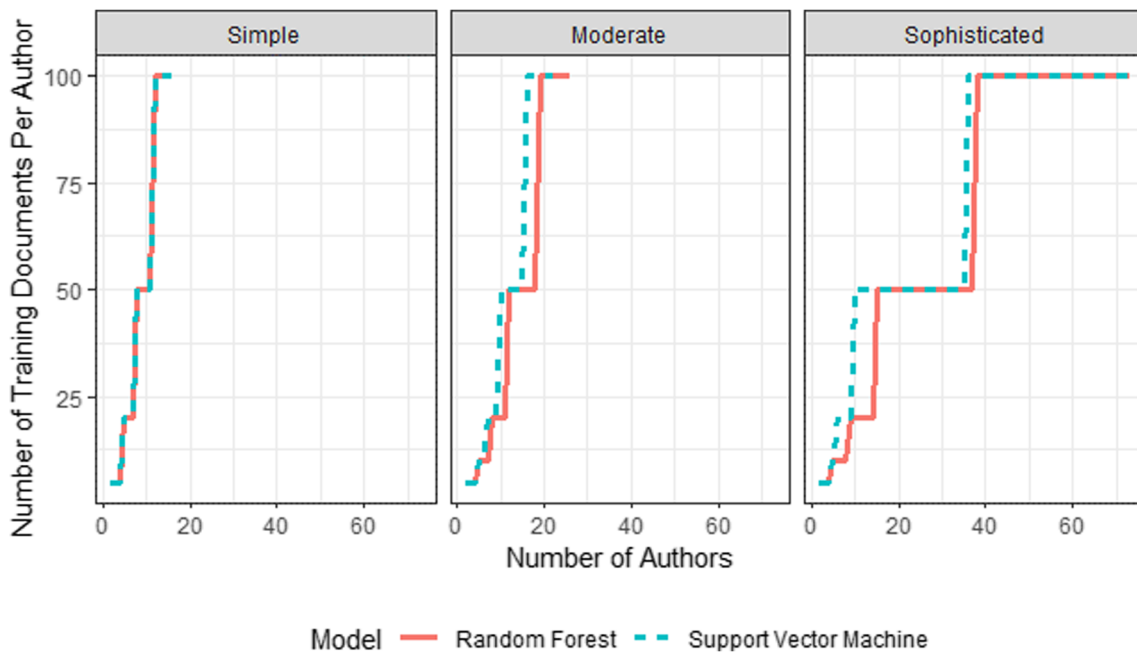 Simple Moderate Sophisticated
Number of Training Documents Per Author
100
75
50
25
0 20 40 60 0 20 40 60 0 20 40 60
Number of Authors
Model Random Forest Support Vector Machine